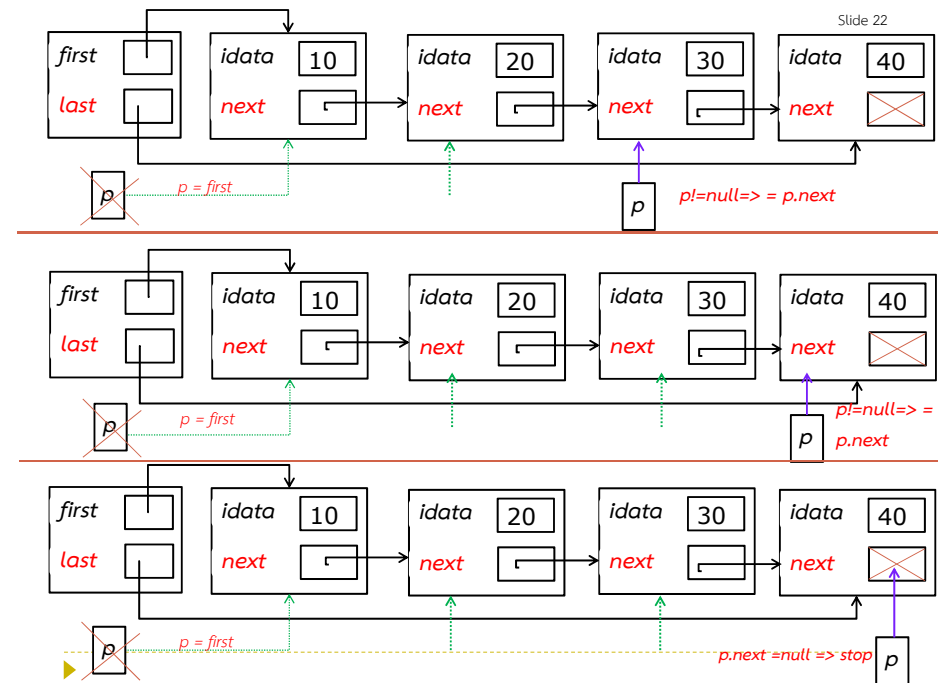 Slide 22
first
idata 10
idata 20
idata 30
idata 40
last
next
next
next
next
p
p = first
p
p!=null=> = p.next
first
idata 10
idata 20
idata 30
idata 40
last
next
next
next
next
p
p = first
p
p!=null=> =
p.next
first
idata 10
idata 20
idata 30
idata 40
last
next
next
next
next
p
p = first
p.next =null => stop
p